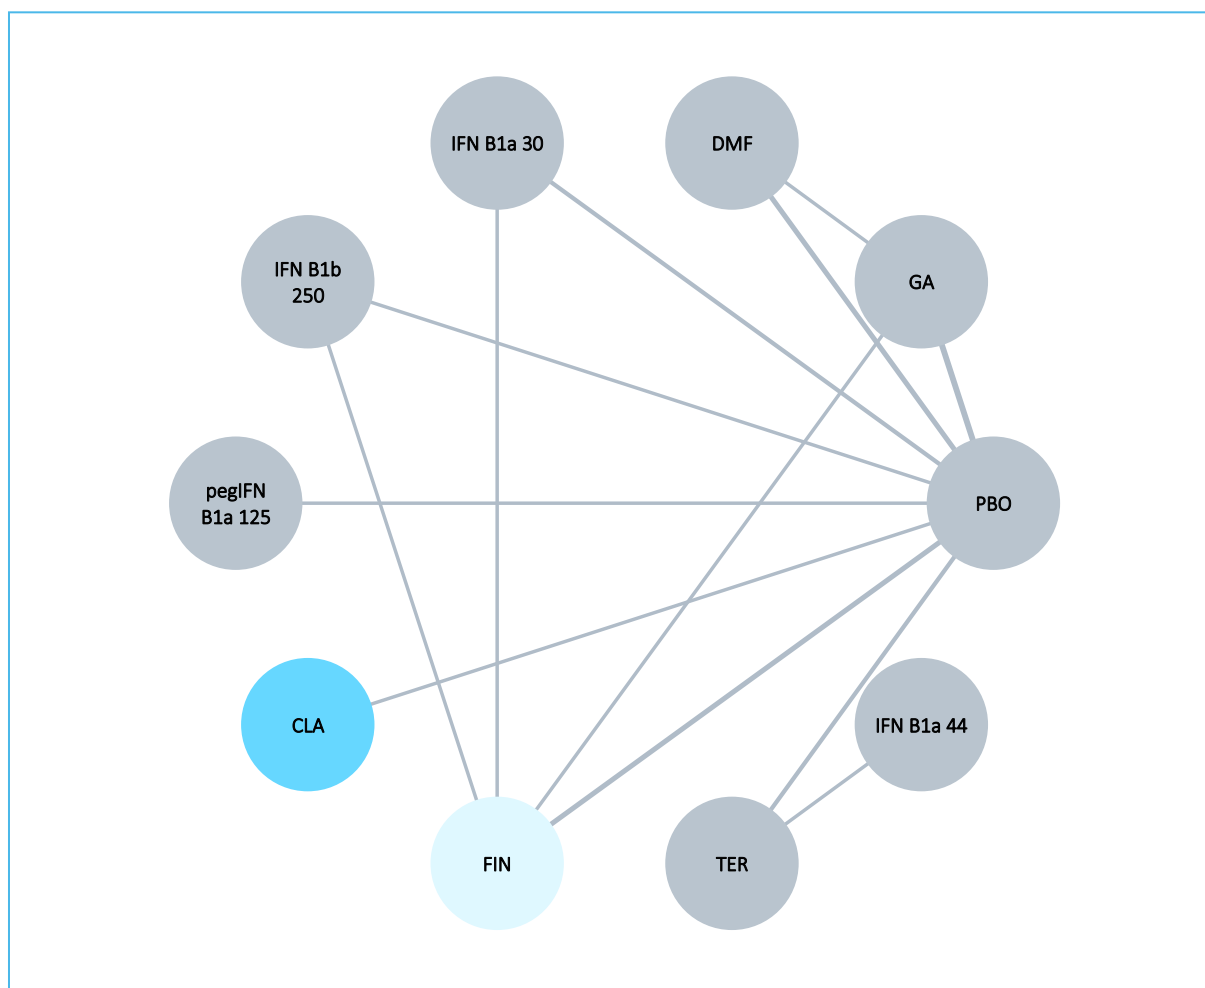 IFN B1a 30
DMF
IFN B1b
250
GA
pegIFN
B1a 125
PBO
CLA
IFN B1a 44
FIN
TER